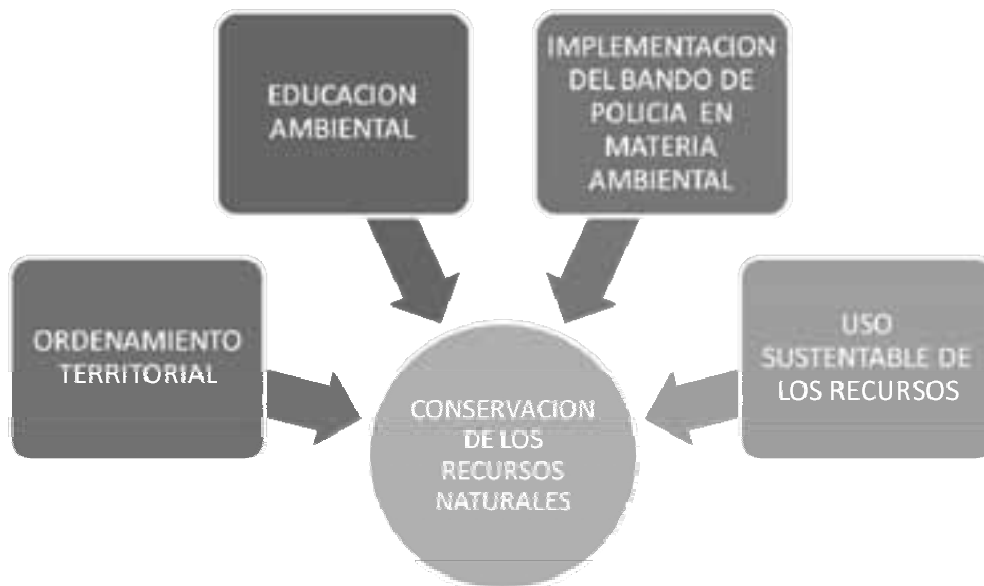 EDUCACION
AMBIENTAL
IMPLEMENTACION
DEL BANDO DE
POLICIA EN
MATERIA
AMBIENTAL
ORDENAMIENTO
TERRITORIAL
USO
SUSTENTABLE DE
LOS RECURSOS
CONSERVACION
DE LOS
RECURSOS
NATURALES